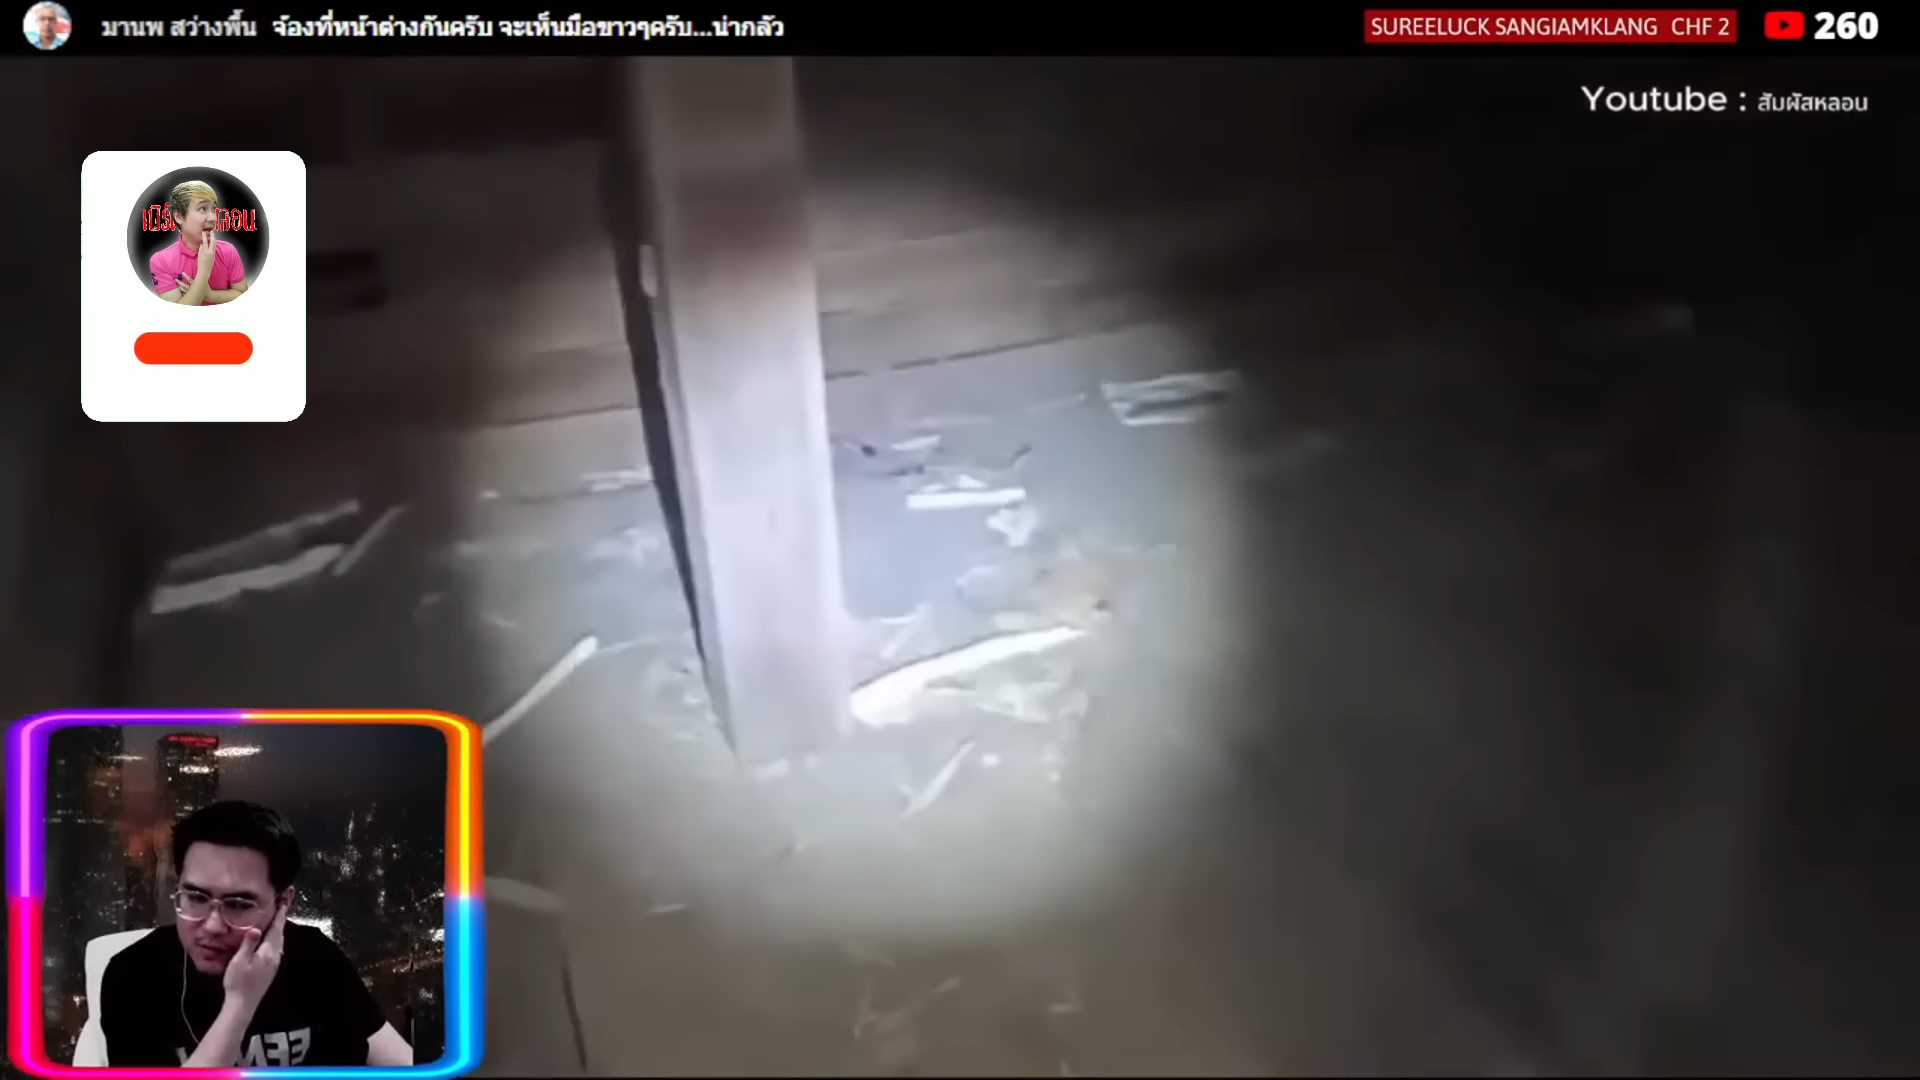 มานพ สว่างพื้น จ้องที่หน้าต่างกันครับ จะเห็นมือขาวๆครับ...น่ากลัว
SUREELUCK SANGIAMKLANG CHF 2
260
Youtube : สัมผัสหลอน